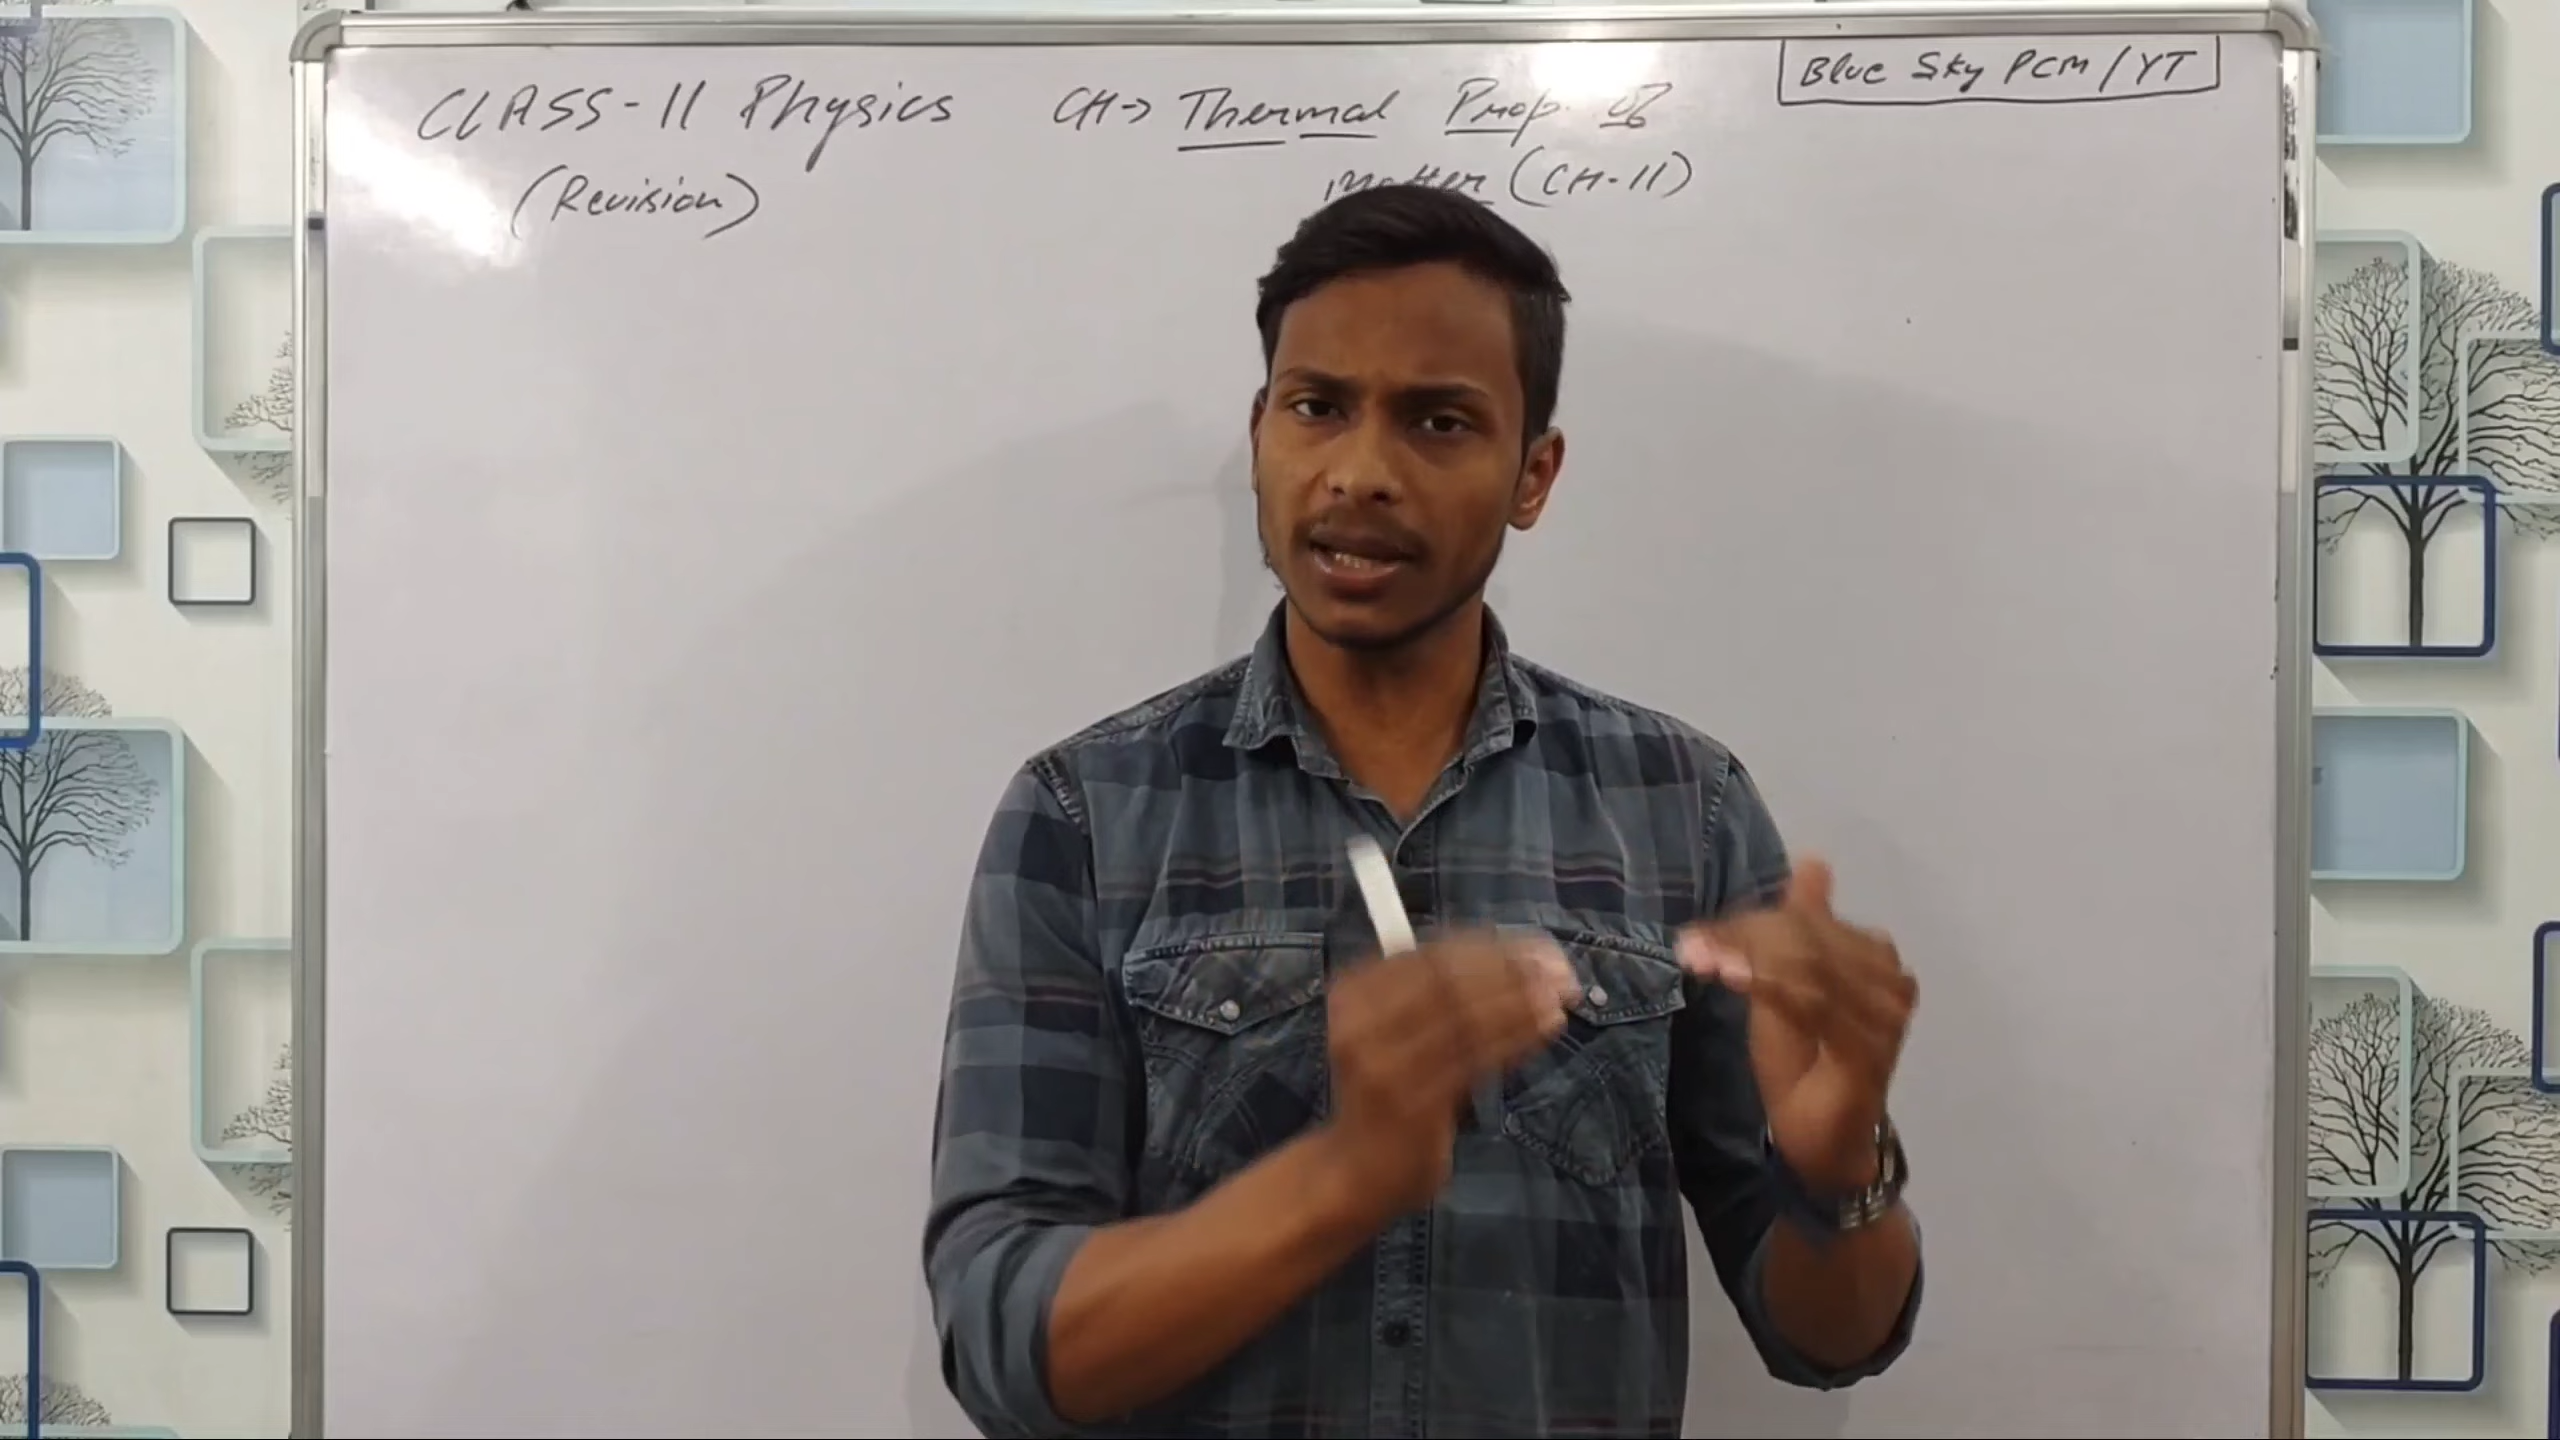 Blue Sky PCM/YT
CLASS-11 Physics CH→ Thermal Prop. of
(Revision) Matter (CH-11)